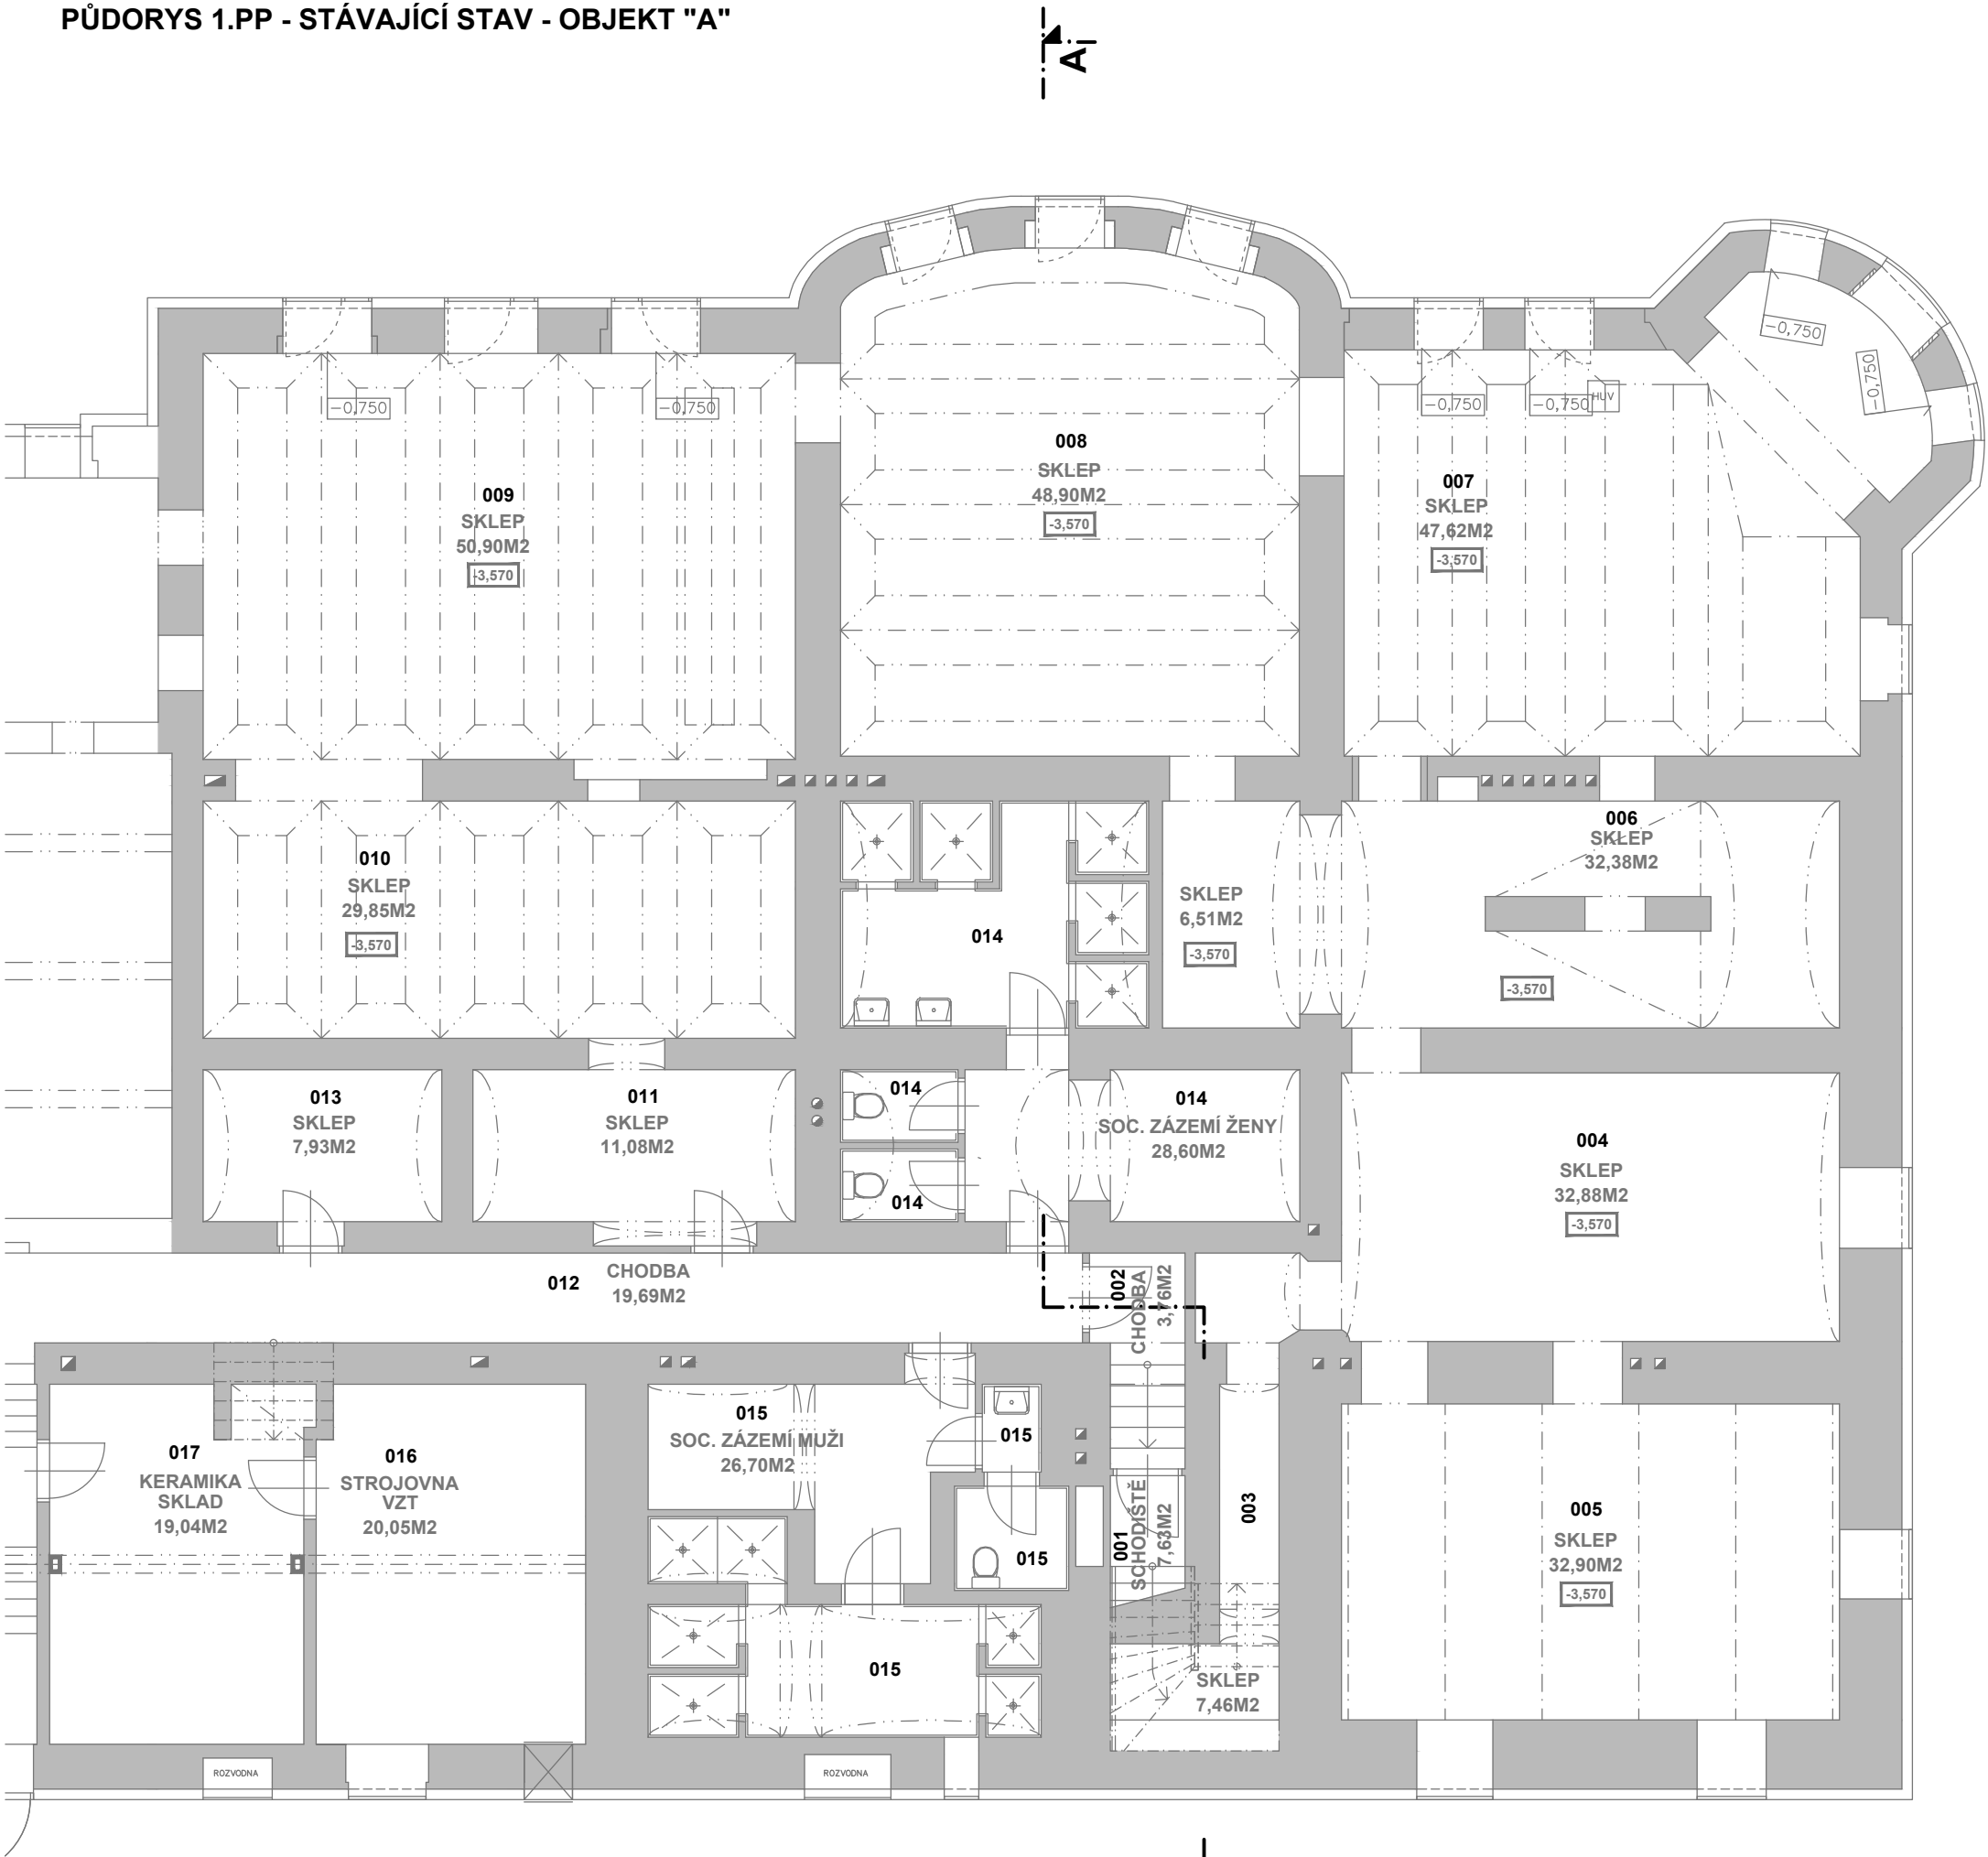 PŮDORYS 1.PP - STÁVAJÍCÍ STAV - OBJEKT "A"
A
-0,750
-0,750
-0,750
-0,750
HUV
-0,750
-0,750
009
SKLEP
50,90M2
-3,570
008
SKLEP
48,90M2
-3,570
007
SKLEP
47,62M2
-3,570
010
SKLEP
29,85M2
-3,570
014
SKLEP
6,51M2
-3,570
006
SKLEP
32,38M2
-3,570
013
SKLEP
7,93M2
011
SKLEP
11,08M2
014
014
014
SOC. ZÁZEMÍ ŽENY
28,60M2
004
SKLEP
32,88M2
-3,570
012
CHODBA
19,69M2
002
CHODBA
3,76M2
017
KERAMIKA
SKLAD
19,04M2
016
STROJOVNA
VZT
20,05M2
015
SOC. ZÁZEMÍ MUŽI
26,70M2
015
015
015
001
SCHODIŠTĚ
7,63M2
003
SKLEP
7,46M2
005
SKLEP
32,90M2
-3,570
ROZVODNA
ROZVODNA